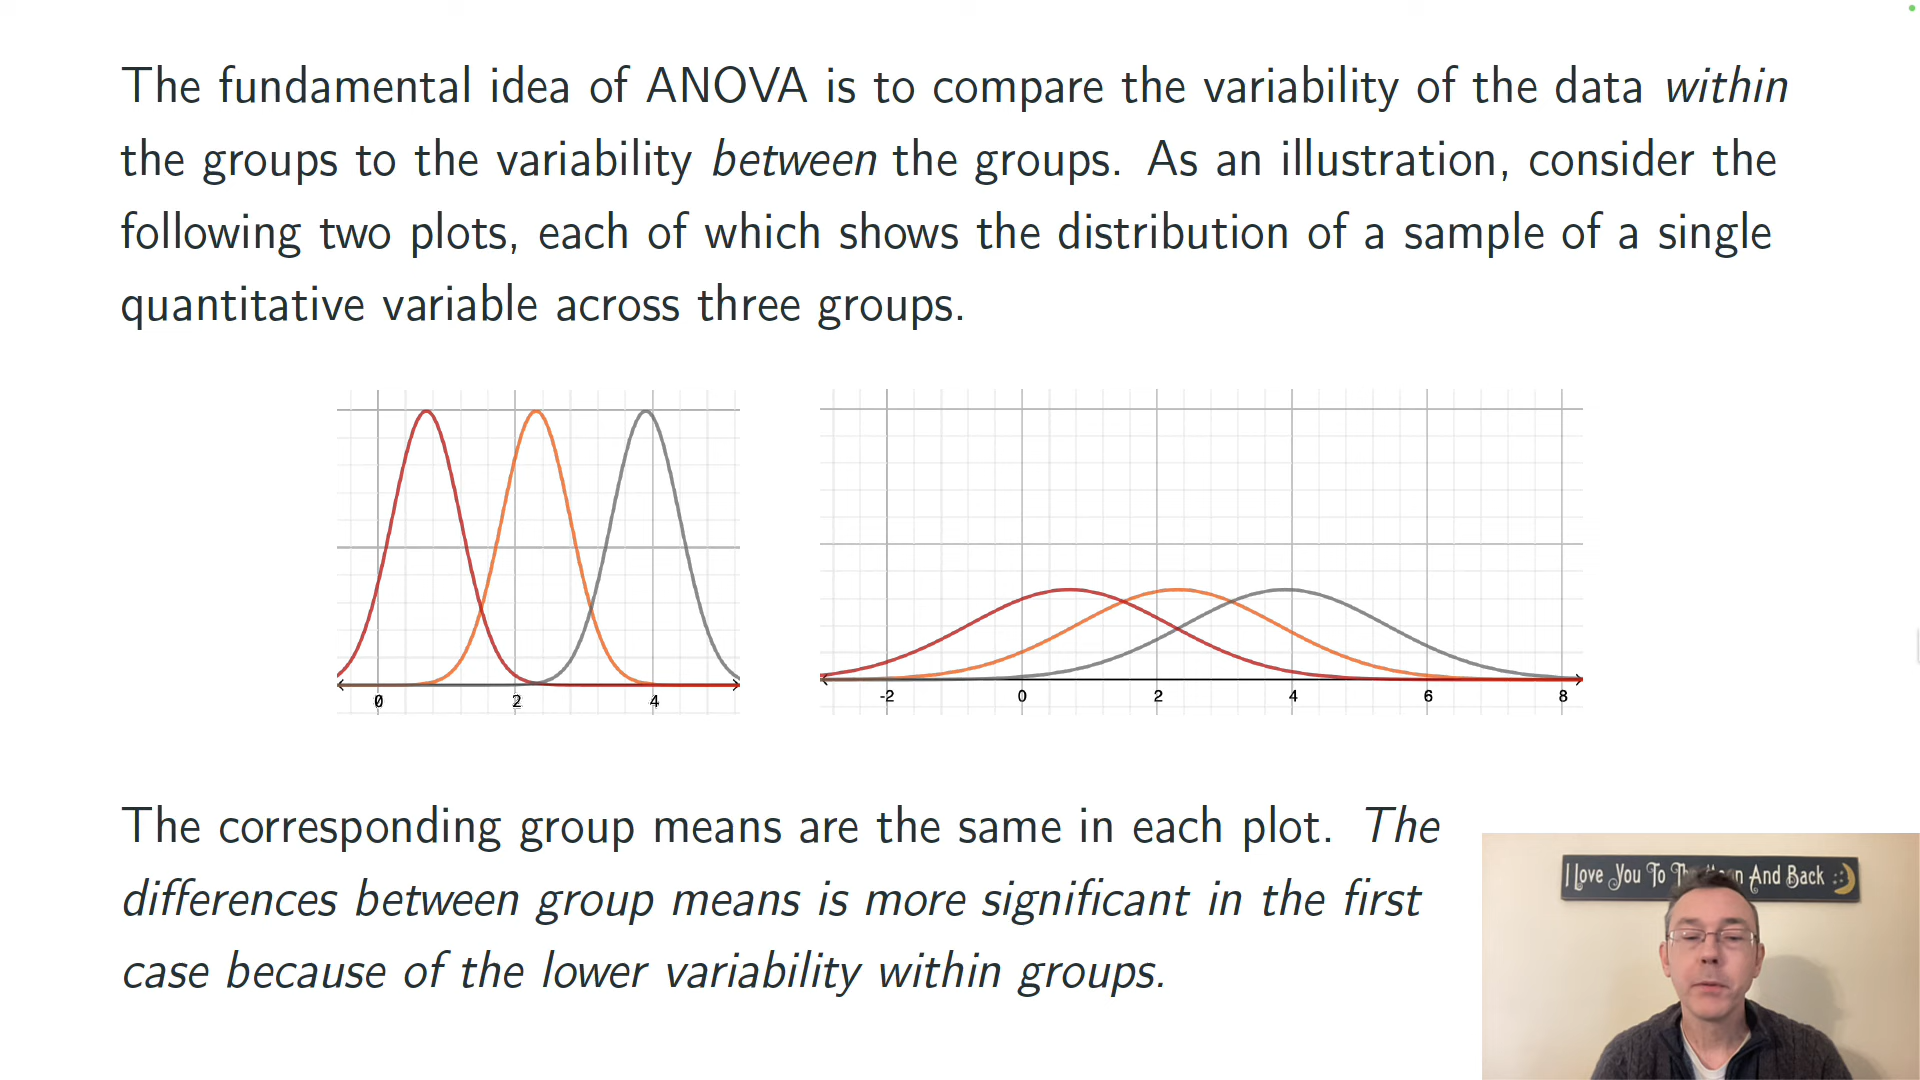 The fundamental idea of ANOVA is to compare the variability of the data within
the groups to the variability between the groups. As an illustration, consider the
following two plots, each of which shows the distribution of a sample of a single
quantitative variable across three groups.
0 2 4
-2 0 2 4 6 8
The corresponding group means are the same in each plot. The
differences between group means is more significant in the first
case because of the lower variability within groups.
I Love You To And Back